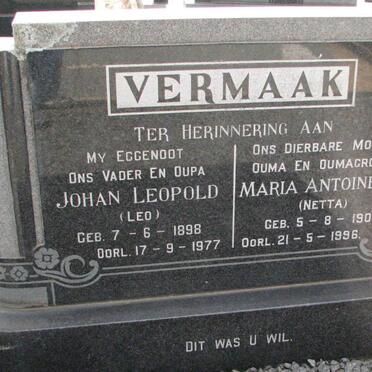 VERMAAK
TER HERINNERING AAN
MY EGGENOOT
ONS VADER EN OUPA
JOHAN LEOPOLD
(LEO)
GEB. 7-6-1898
OORL. 17-9-1977
ONS DIERBARE
OUMA EN
MARIA
(NETTA)
GEB. 5-8-
OORL. 21-5-1996
DIT WAS U WIL.